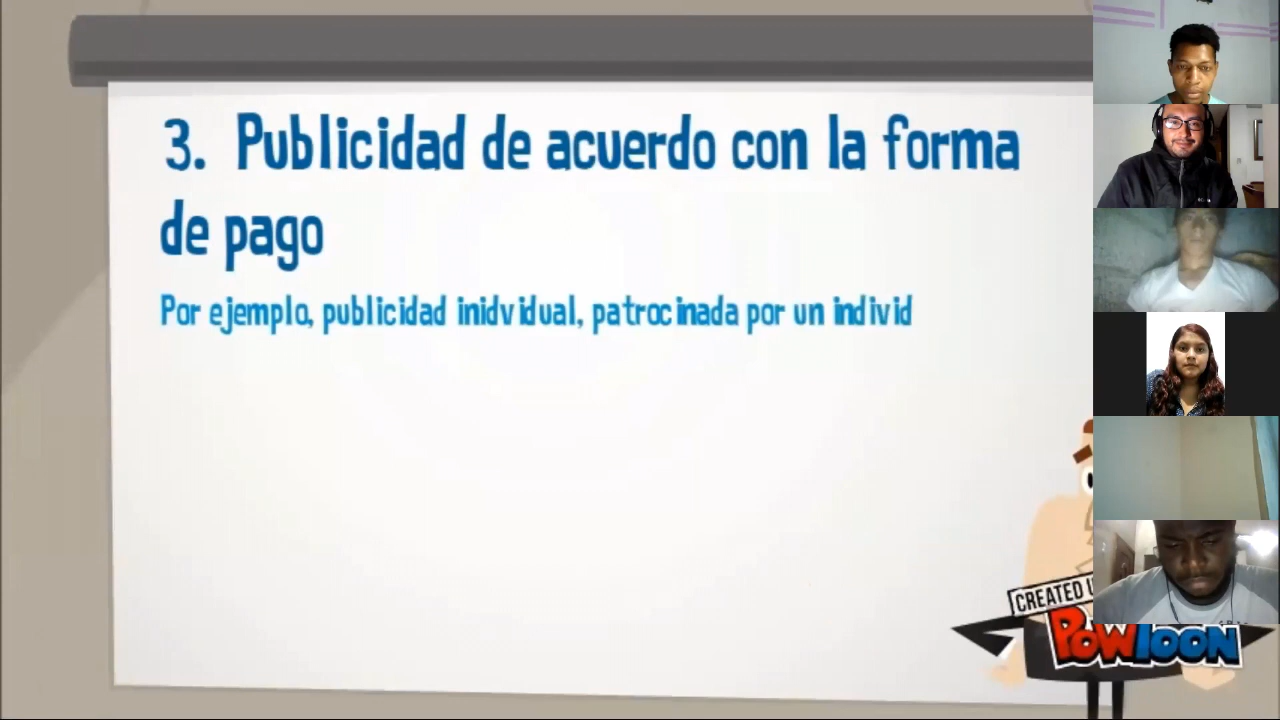 3. Publicidad de acuerdo con la forma
de pago
Por ejemplo, publicidad inidvidual, patrocinada por un individ
CREATED U
POWTOON